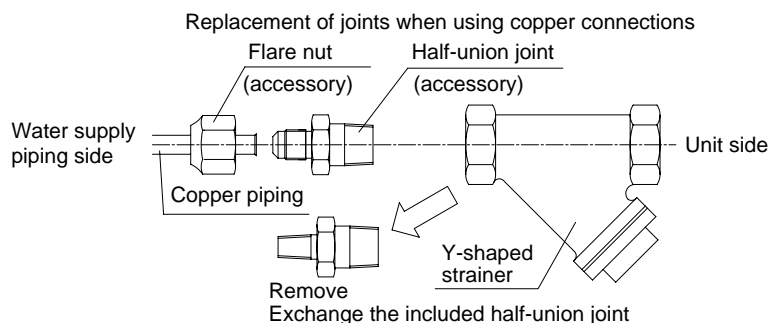 Replacement of joints when using copper connections
Flare nut
(accessory)
Half-union joint
(accessory)
Water supply
piping side
Unit side
Copper piping
Y-shaped
strainer
Remove
Exchange the included half-union joint